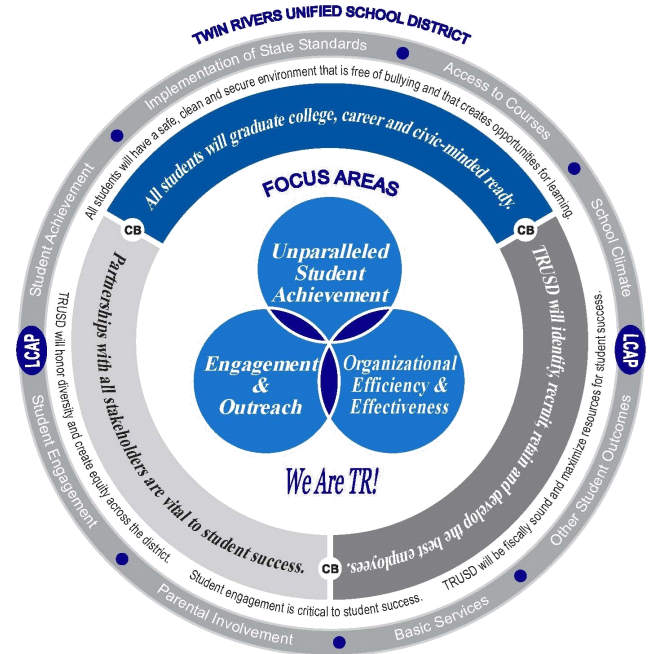 TWIN RIVERS UNIFIED SCHOOL DISTRICT
Implementation of State Standards
Access to Courses
School Climate
LCAP
Other Student Outcomes
Basic Services
Parental Involvement
Student Engagement
LCAP
Student Achievement
All students will have a safe, clean and secure environment that is free of bullying and that creates opportunities for learning.
TRUSD will be fiscally sound and maximize resources for student success.
Student engagement is critical to student success.
TRUSD will honor diversity and create equity across the district.
All students will graduate college, career and civic-minded ready.
CB
TRUSD will identify, recruit, retain and develop the best employees.
CB
Partnerships with all stakeholders are vital to student success.
CB
FOCUS AREAS
Unparalleled
Student
Achievement
Engagement
&
Outreach
Organizational
Efficiency &
Effectiveness
We Are TR!